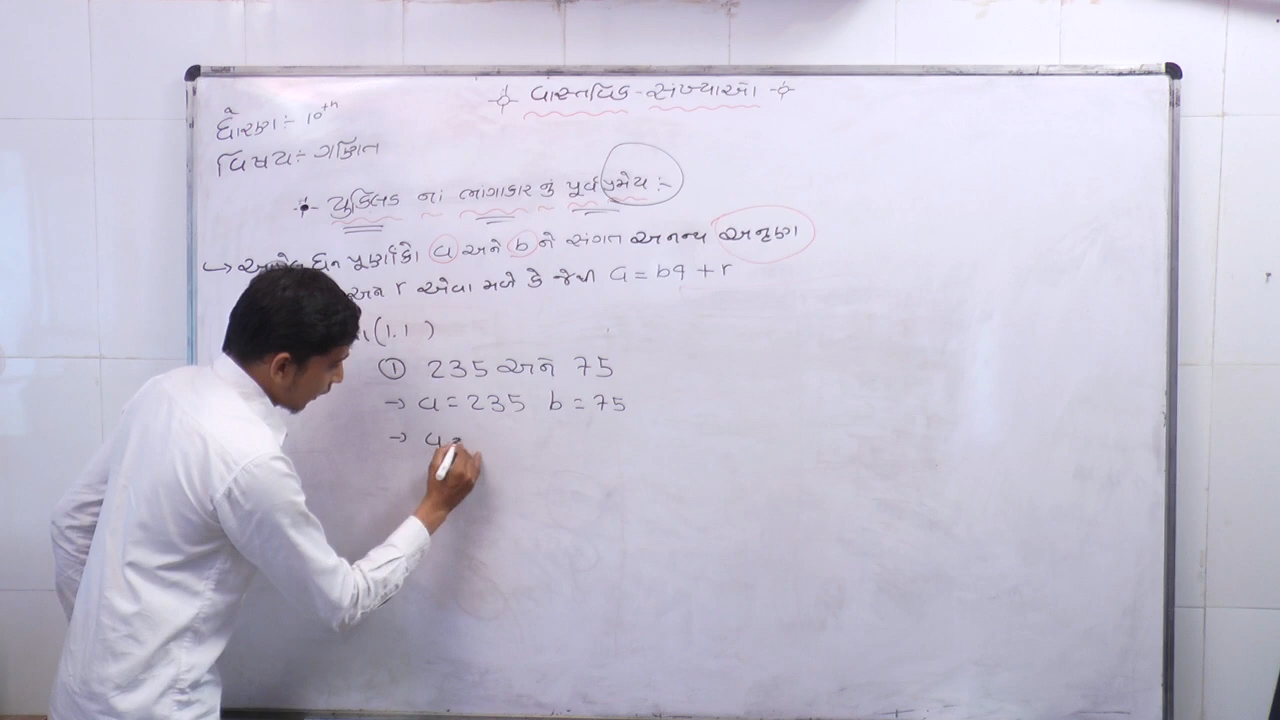 વાસ્તવિક - સંખ્યાઓ
ધોરણ :- 10th
વિષય :- ગણિત
યુક્લિડ નાં ભાગાકાર નું પૂર્વપ્રમેય :-
ધન પૂર્ણાંકો a અને b ને સંગત અનન્ય અનૃણ
અને r એવા મળે કે જેથી a = bq + r
(1.1)
① 235 અને 75
→ a = 235 b = 75
→ a =